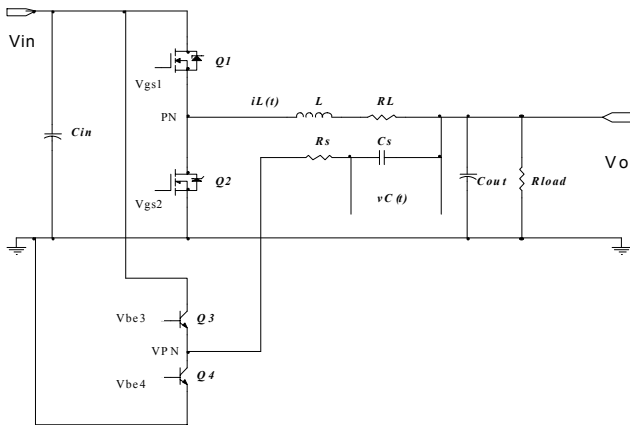 Vin
Q1
Vgs1
PN
iL(t)
L
RL
Cin
Rs
Cs
Vo
Q2
Cout
Rload
Vgs2
vC(t)
Vbe3
Q3
VPN
Vbe4
Q4